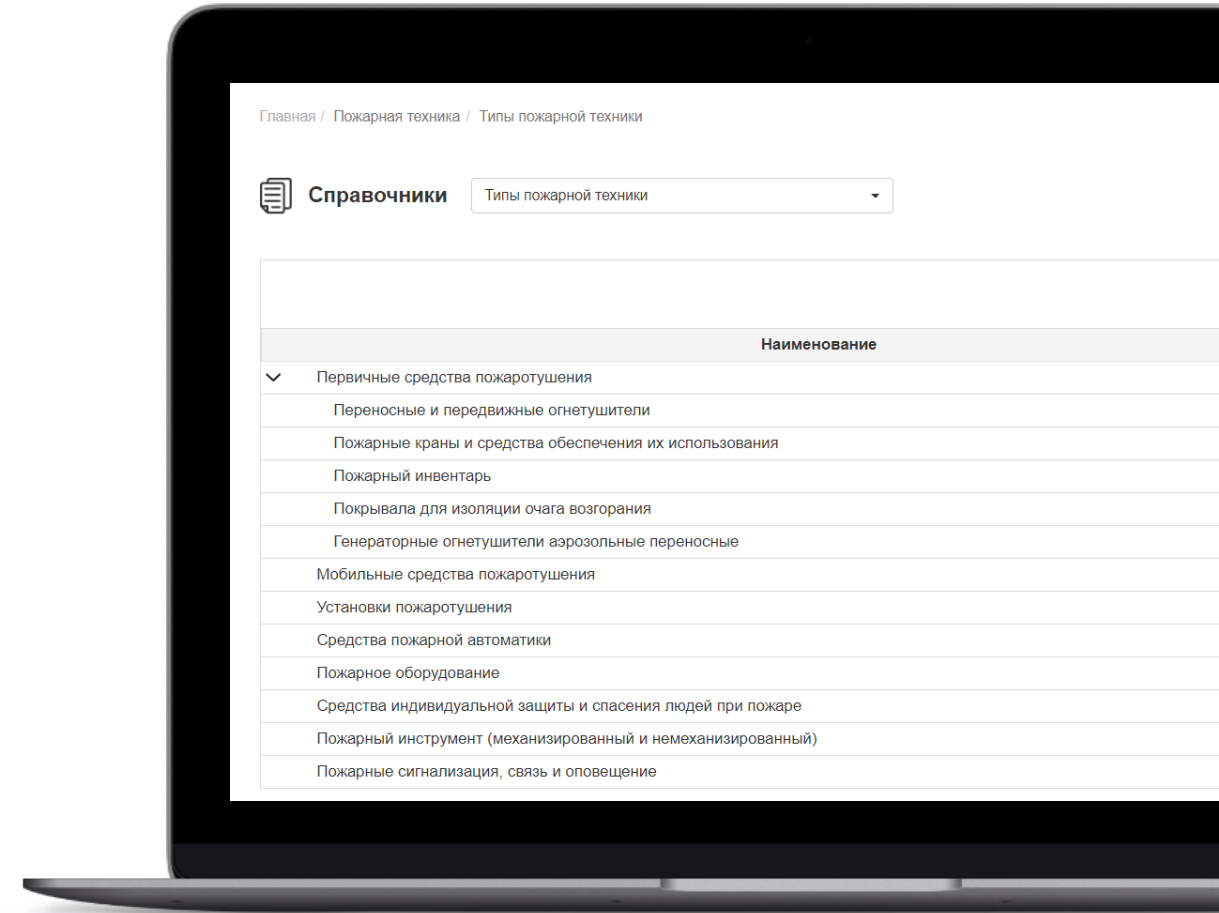 Главная / Пожарная техника / Типы пожарной техники
Справочники Типы пожарной техники
Наименование
Первичные средства пожаротушения
Переносные и передвижные огнетушители
Пожарные краны и средства обеспечения их использования
Пожарный инвентарь
Покрывала для изоляции очага возгорания
Генераторные огнетушители аэрозольные переносные
Мобильные средства пожаротушения
Установки пожаротушения
Средства пожарной автоматики
Пожарное оборудование
Средства индивидуальной защиты и спасения людей при пожаре
Пожарный инструмент (механизированный и немеханизированный)
Пожарные сигнализация, связь и оповещение